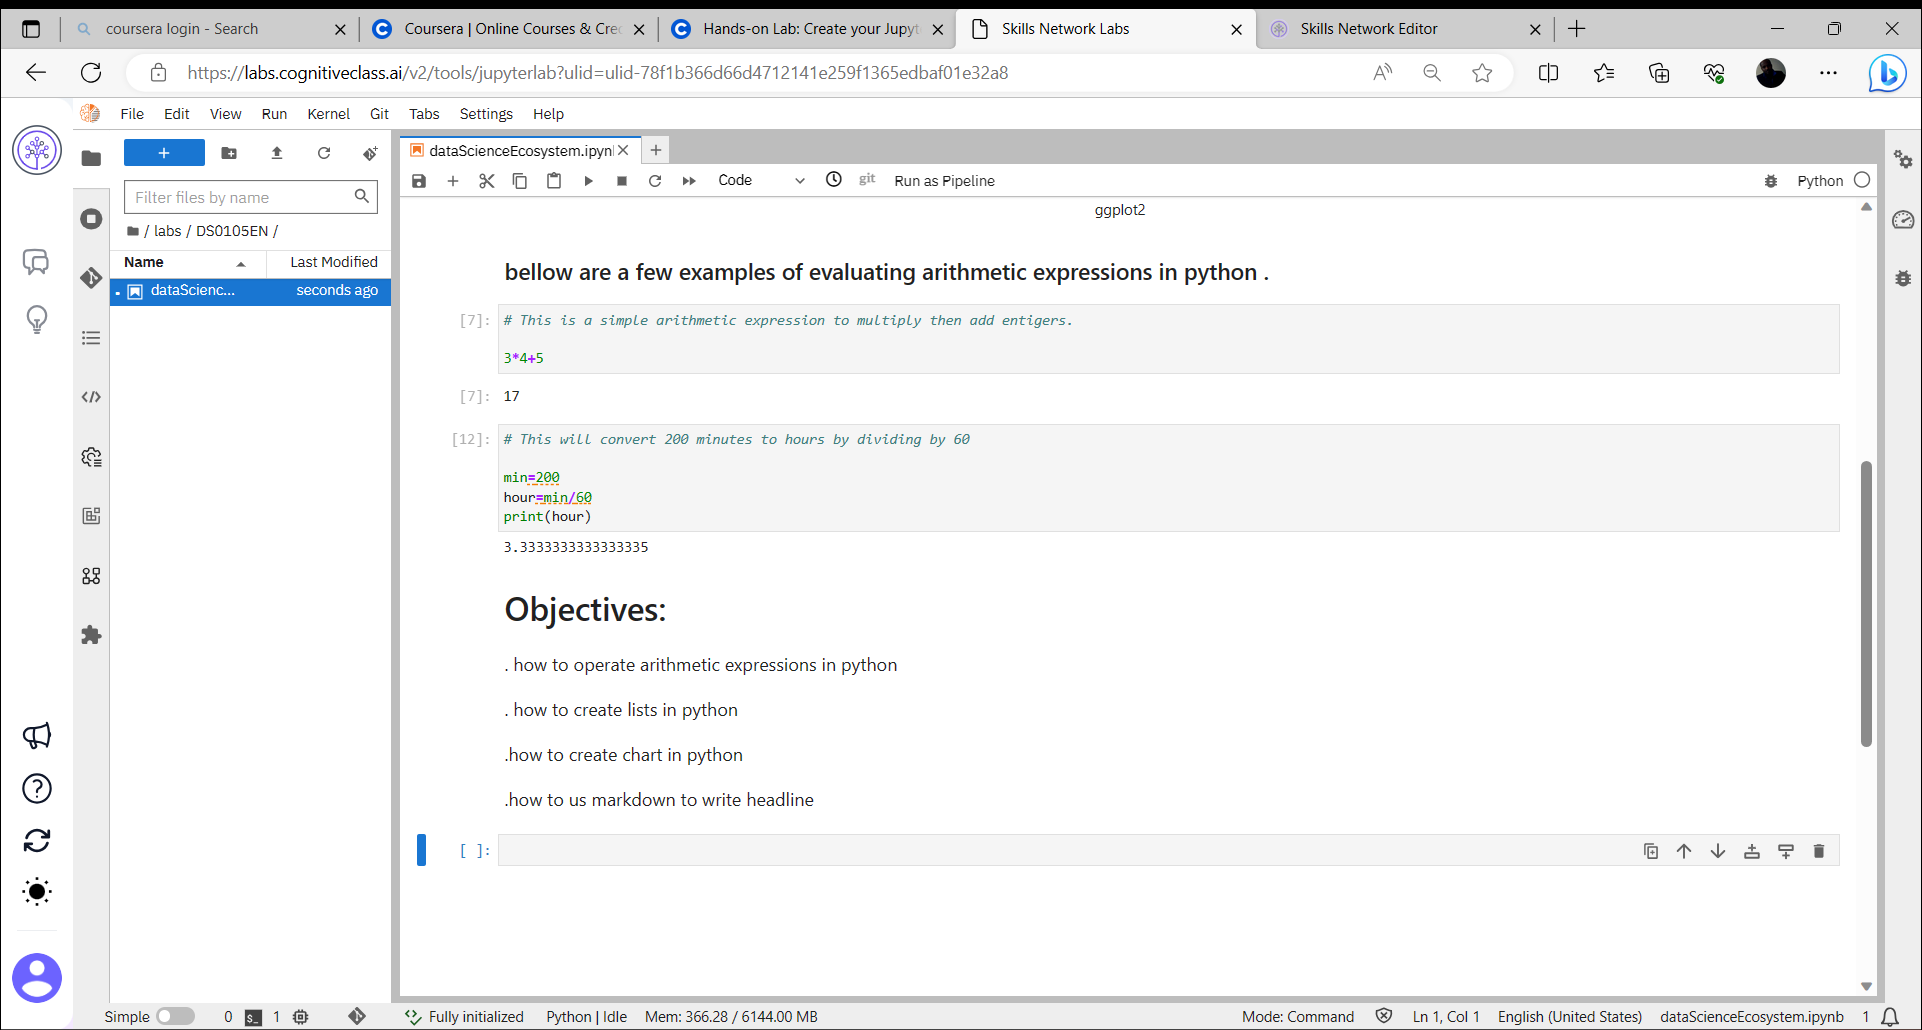 coursera login - Search
Coursera | Online Courses & Cre
Hands-on Lab: Create your Jupyt
Skills Network Labs
Skills Network Editor
https://labs.cognitiveclass.ai/v2/tools/jupyterlab?ulid=ulid-78f1b366d66d4712141e259f1365edbaf01e32a8
File Edit View Run Kernel Git Tabs Settings Help
dataScienceEcosystem.ipyn
Code
git
Run as Pipeline
Python
Filter files by name
/ labs / DS0105EN /
Name
Last Modified
dataScienc...
seconds ago
ggplot2
bellow are a few examples of evaluating arithmetic expressions in python .
[7]: # This is a simple arithmetic expression to multiply then add entigers.
3*4+5
[7]: 17
[12]: # This will convert 200 minutes to hours by dividing by 60
min=200
hour=min/60
print(hour)
3.3333333333333335
Objectives:
. how to operate arithmetic expressions in python
. how to create lists in python
.how to create chart in python
.how to us markdown to write headline
[ ]:
Simple 0 $_ 1 Fully initialized Python | Idle Mem: 366.28 / 6144.00 MB Mode: Command Ln 1, Col 1 English (United States) dataScienceEcosystem.ipynb 1